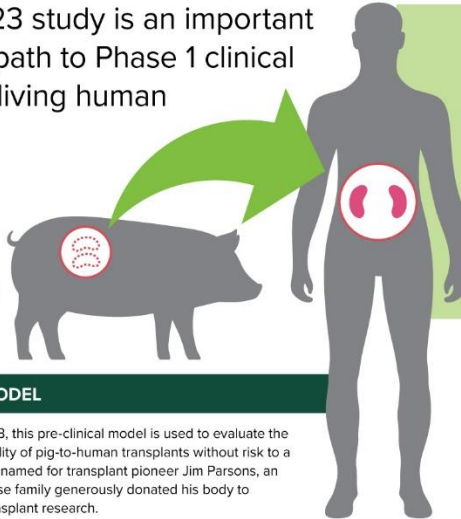 23 study is an important
path to Phase 1 clinical
living human
ODEL
this pre-clinical model is used to evaluate the
lity of pig-to-human transplants without risk to a
named for transplant pioneer Jim Parsons, an
se family generously donated his body to
nsplant research.